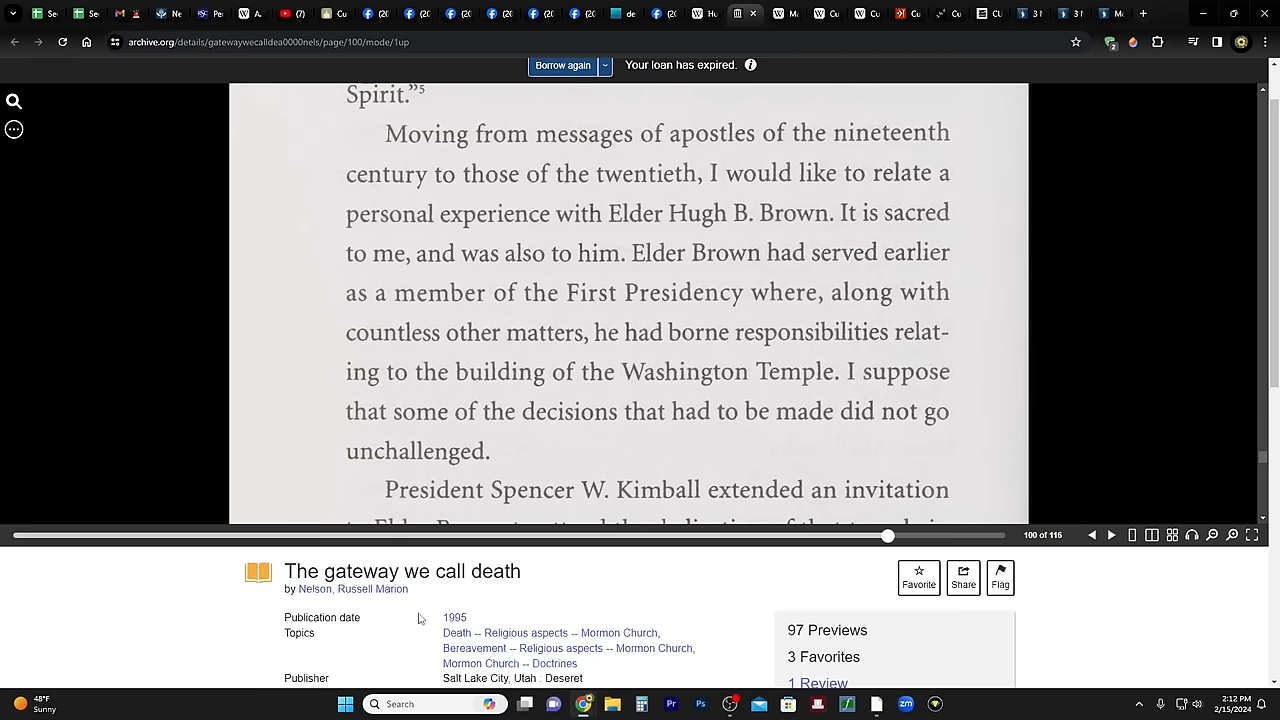 archive.org/details/gatewaywecalldea0000nels/page/100/mode/1up
Borrow again
Your loan has expired.
Spirit.”5
Moving from messages of apostles of the nineteenth
century to those of the twentieth, I would like to relate a
personal experience with Elder Hugh B. Brown. It is sacred
to me, and was also to him. Elder Brown had served earlier
as a member of the First Presidency where, along with
countless other matters, he had borne responsibilities relat-
ing to the building of the Washington Temple. I suppose
that some of the decisions that had to be made did not go
unchallenged.
President Spencer W. Kimball extended an invitation
100 of 116
The gateway we call death
by Nelson, Russell Marion
Favorite
Share
Flag
Publication date 1995
Topics Death -- Religious aspects -- Mormon Church,
Bereavement -- Religious aspects -- Mormon Church,
Mormon Church -- Doctrines
Publisher Salt Lake City, Utah : Deseret
97 Previews
3 Favorites
1 Review
48°F
Sunny
Search
2:12 PM
2/15/2024